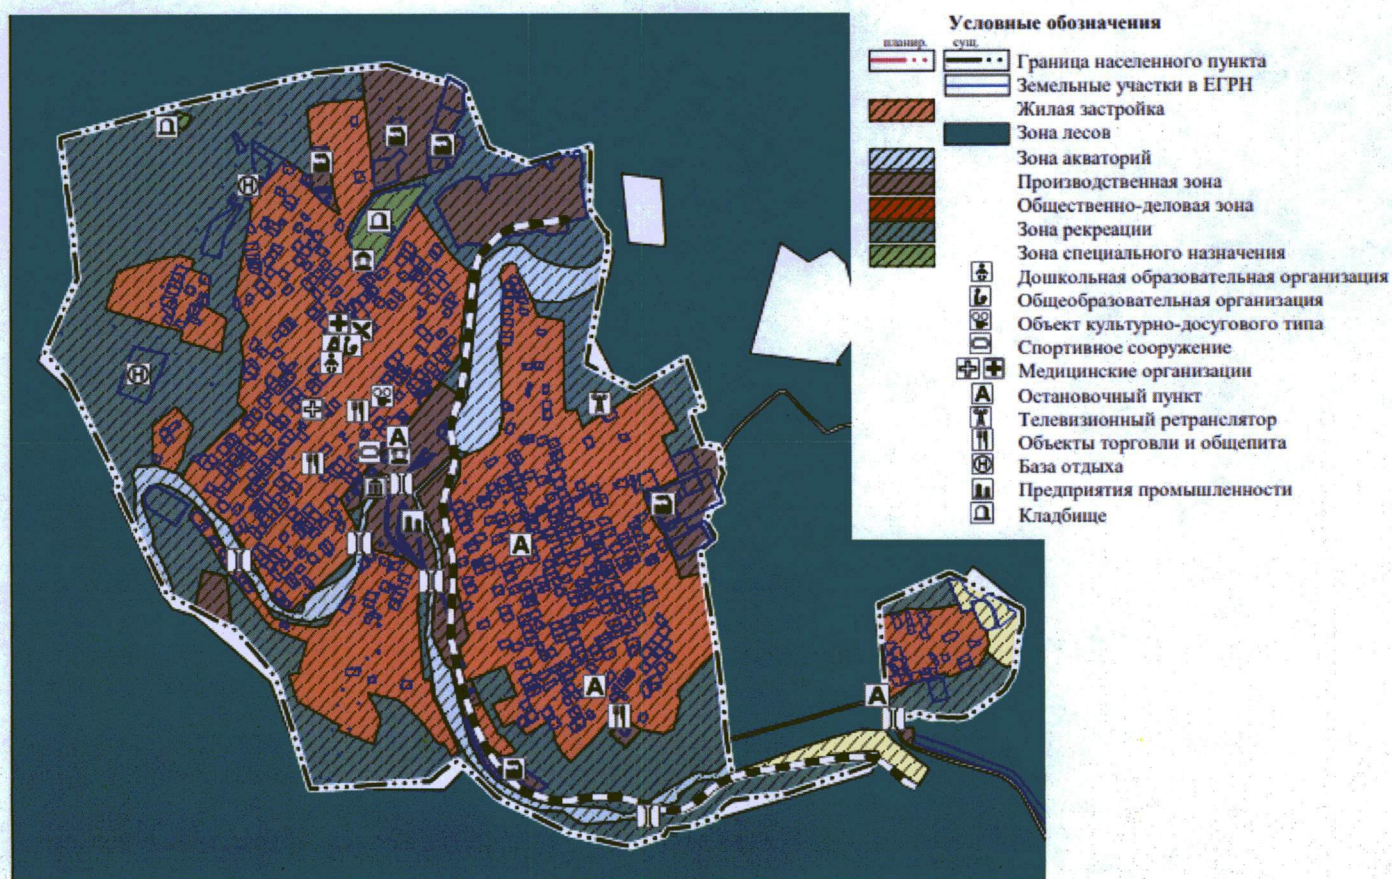 Условные обозначения
планир. сущ.
Граница населенного пункта
Земельные участки в ЕГРН
Жилая застройка
Зона лесов
Зона акваторий
Производственная зона
Общественно-деловая зона
Зона рекреации
Зона специального назначения
Дошкольная образовательная организация
Общеобразовательная организация
Объект культурно-досугового типа
Спортивное сооружение
Медицинские организации
А Остановочный пункт
Телевизионный ретранслятор
Объекты торговли и общепита
Н База отдыха
Предприятия промышленности
Кладбище
Н
Н
А
А
А
А